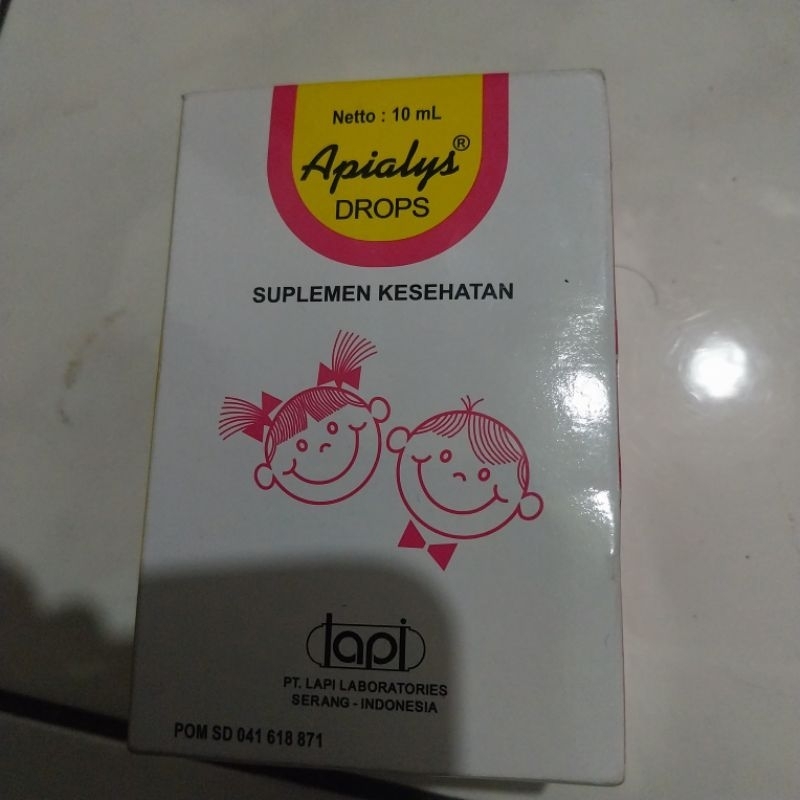 Netto : 10 mL
Apialys®
DROPS
SUPLEMEN KESEHATAN
lapi
PT. LAPI LABORATORIES
SERANG - INDONESIA
POM SD 041 618 871